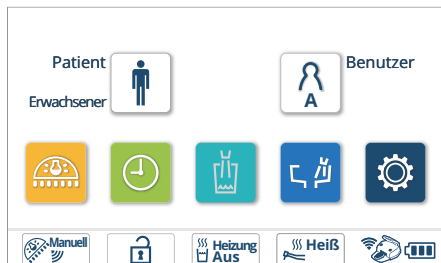 Patient
Benutzer
Erwachsener
A
Manuell
Heizung
Aus
Heiß